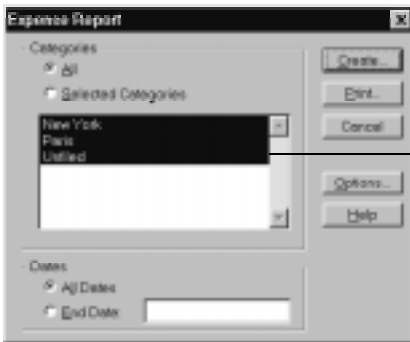 Expense Report
Categories
All
Selected Categories
New York
Paris
Untiled
Create...
Print...
Cancel
Options...
Help
Dates
All Dates
End Date: